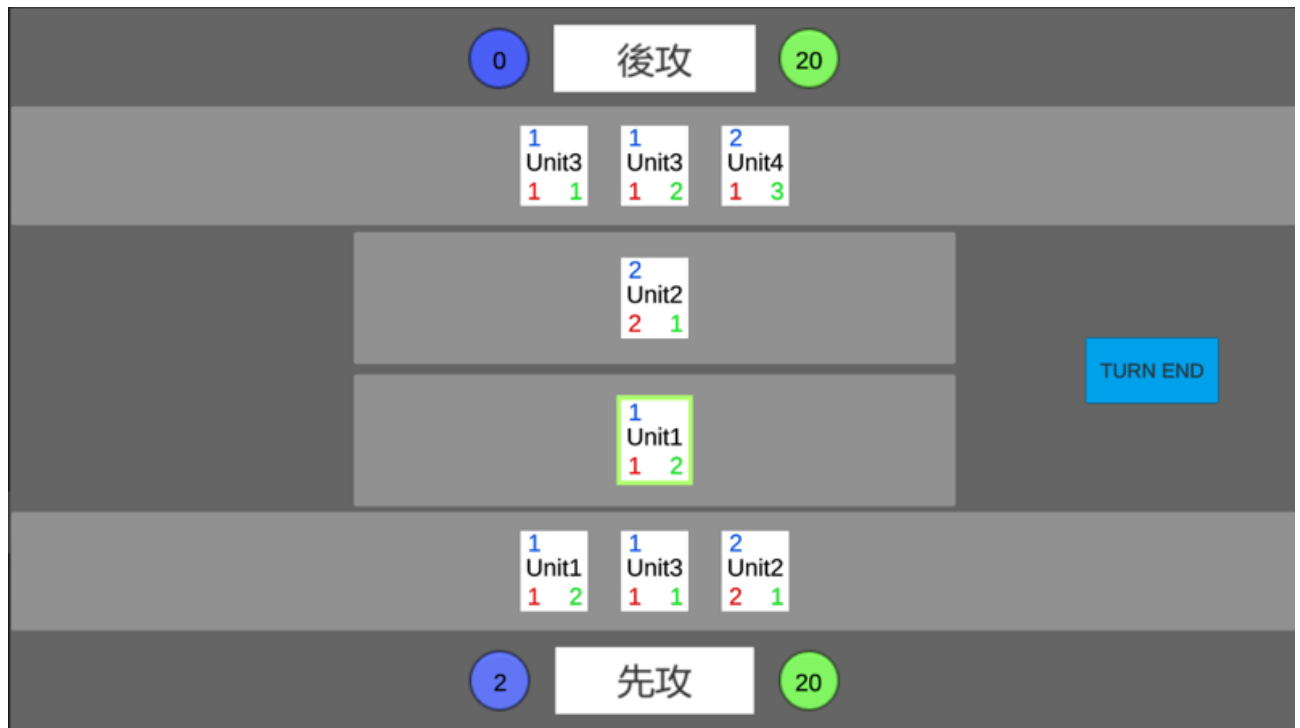 0 後攻 20
1 1 2
Unit3 Unit3 Unit4
1 1 1 2 1 3
2
Unit2
2 1
TURN END
1
Unit1
1 2
1 1 2
Unit1 Unit3 Unit2
1 2 1 1 2 1
2 先攻 20